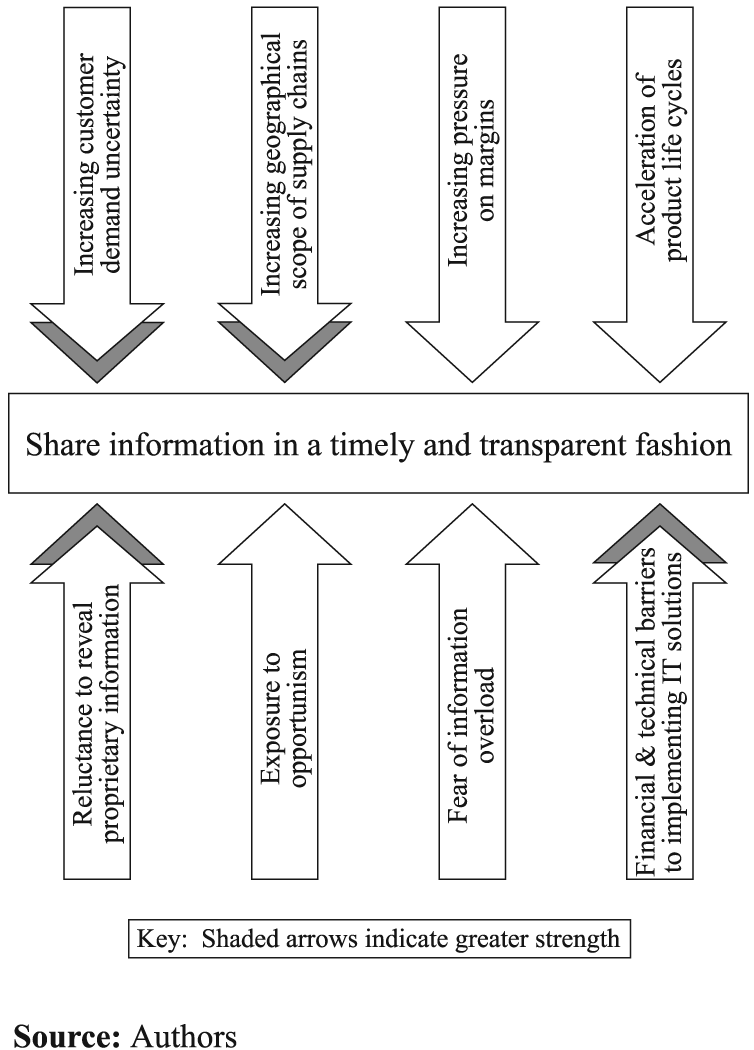 Increasing customer
demand uncertainty
Increasing geographical
scope of supply chains
Increasing pressure
on margins
Acceleration of
product life cycles
Share information in a timely and transparent fashion
Reluctance to reveal
proprietary information
Exposure to
opportunism
Fear of information
overload
Financial & technical barriers
to implementing IT solutions
Key: Shaded arrows indicate greater strength
Source: Authors